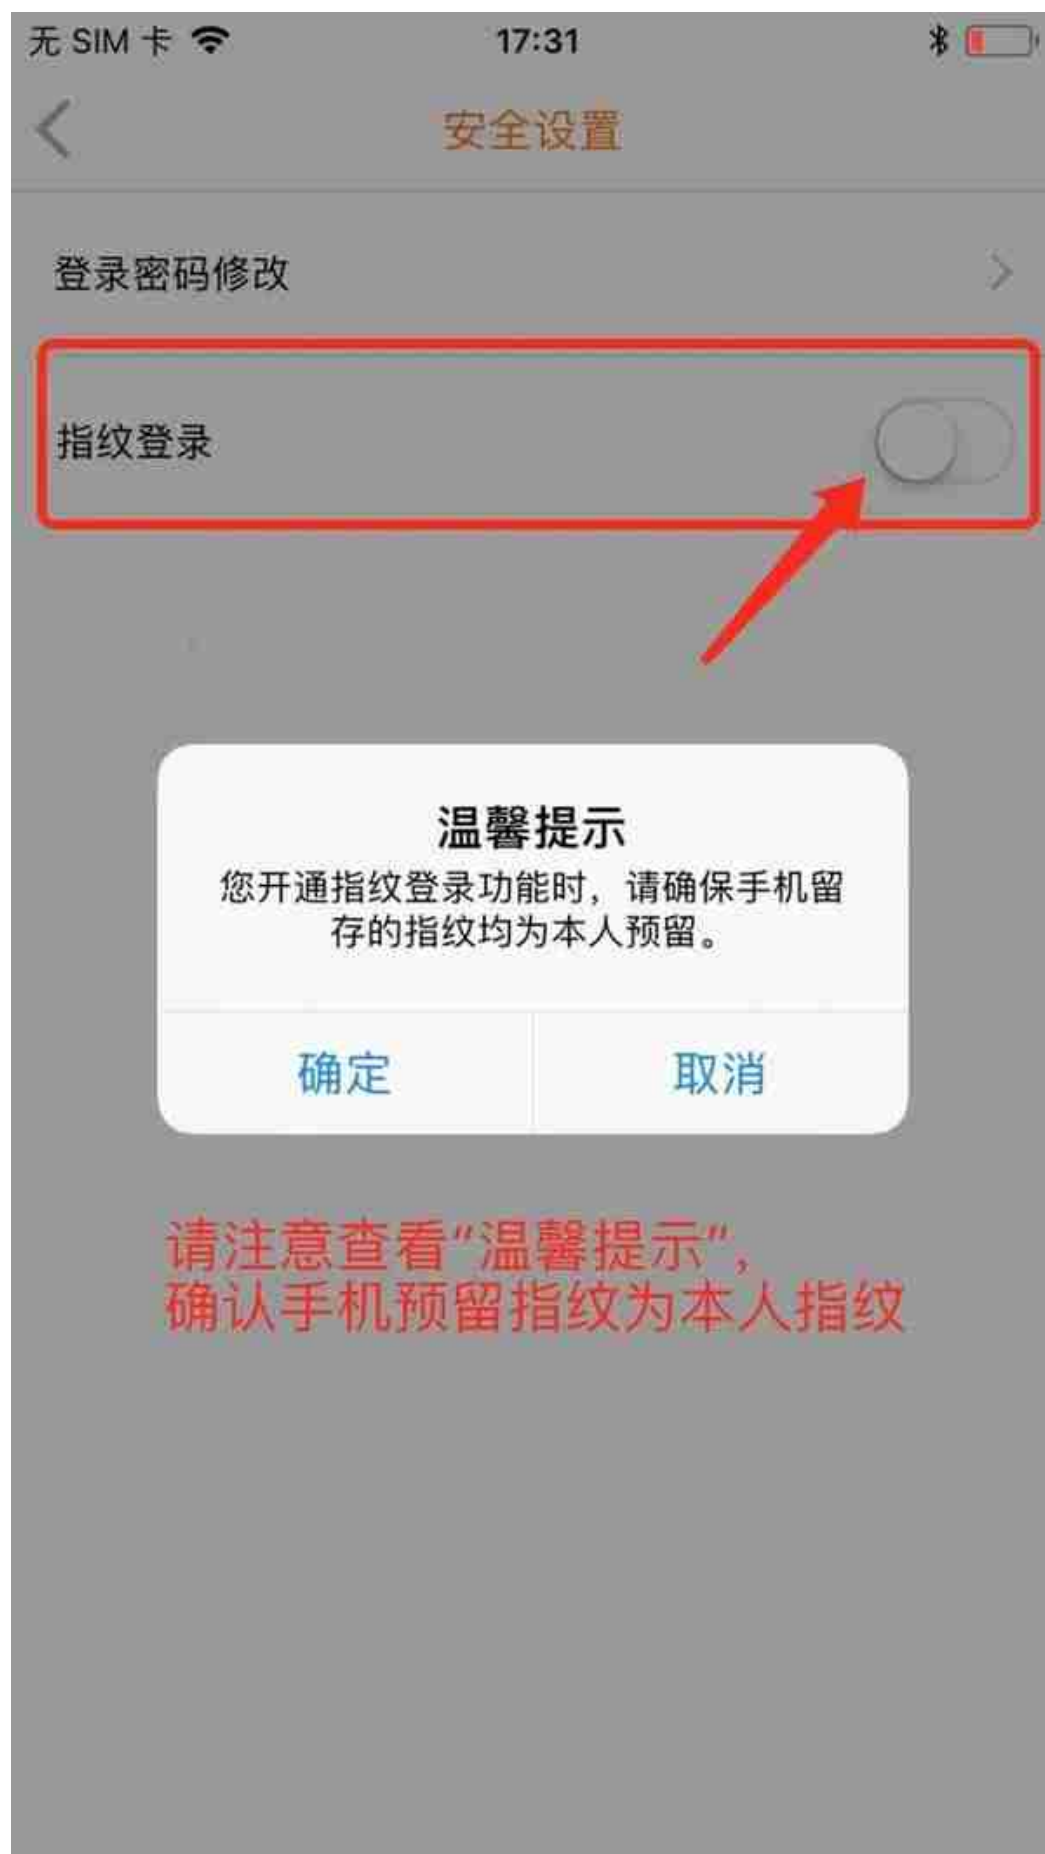 无 SIM 卡
17:31
安全设置
登录密码修改
指纹登录
温馨提示
您开通指纹登录功能时，请确保手机留
存的指纹均为本人预留。
确定
取消
请注意查看“温馨提示”，
确认手机预留指纹为本人指纹